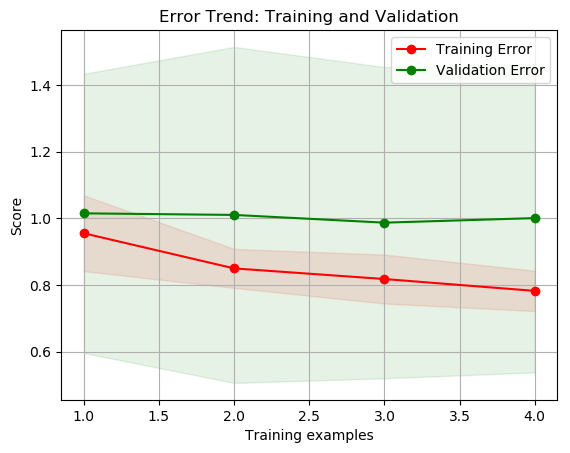 Error Trend: Training and Validation
Training Error
Validation Error
Score
1.4
1.2
1.0
0.8
0.6
1.0 1.5 2.0 2.5 3.0 3.5 4.0
Training examples